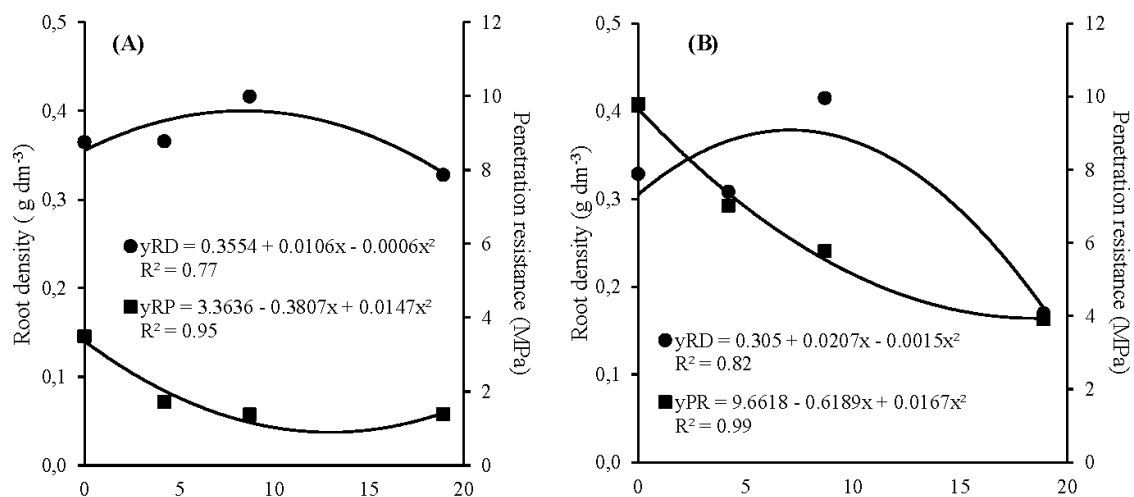 (A)
0,5
0,4
0,3
0,2
0,1
0,0
Root density ( g dm⁻³)
12
10
8
6
4
2
0
Penetration resistance (MPa)
yRD = 0.3554 + 0.0106x - 0.0006x²
R² = 0.77
yRP = 3.3636 - 0.3807x + 0.0147x²
R² = 0.95
0 5 10 15 20
(B)
0,5
0,4
0,3
0,2
0,1
0,0
Root density (g dm⁻³)
12
10
8
6
4
2
0
Penetration resistance (MPa)
yRD = 0.305 + 0.0207x - 0.0015x²
R² = 0.82
yPR = 9.6618 - 0.6189x + 0.0167x²
R² = 0.99
0 5 10 15 20